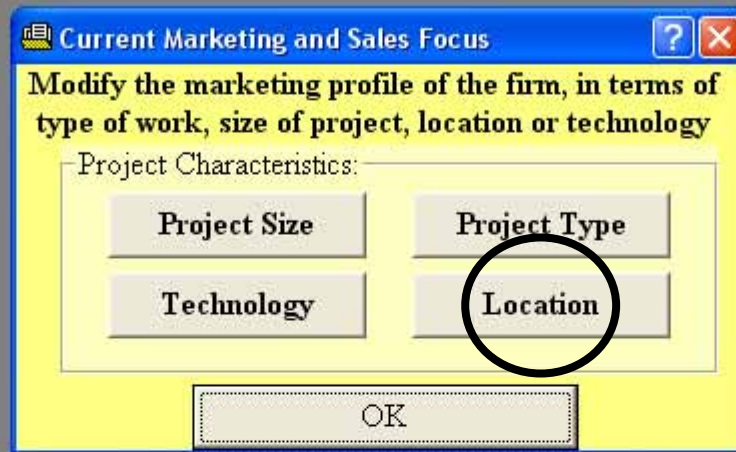 Current Marketing and Sales Focus
Modify the marketing profile of the firm, in terms of
type of work, size of project, location or technology
Project Characteristics:
Project Size
Project Type
Technology
Location
OK